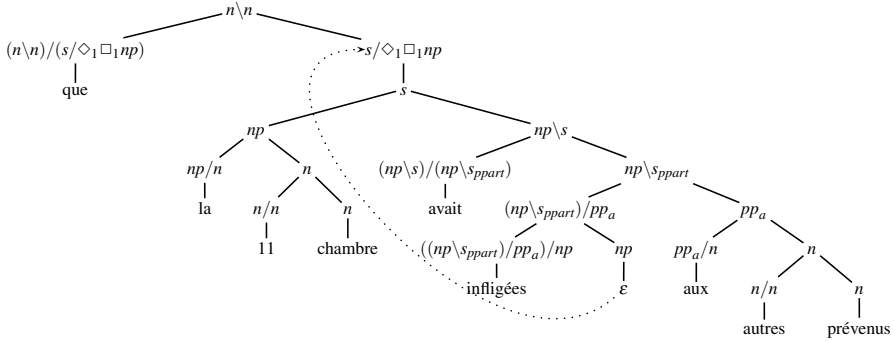 n\n
(n\n)/(s/◇₁□₁np) s/◇₁□₁np
que s
np np\s
np/n n (np\s)/(np\s_ppart) np\s_ppart
la n/n n avait (np\s_ppart)/pp_a pp_a
11 chambre ((np\s_ppart)/pp_a)/np np pp_a/n n
infligées ε aux n/n n
autres prévenus